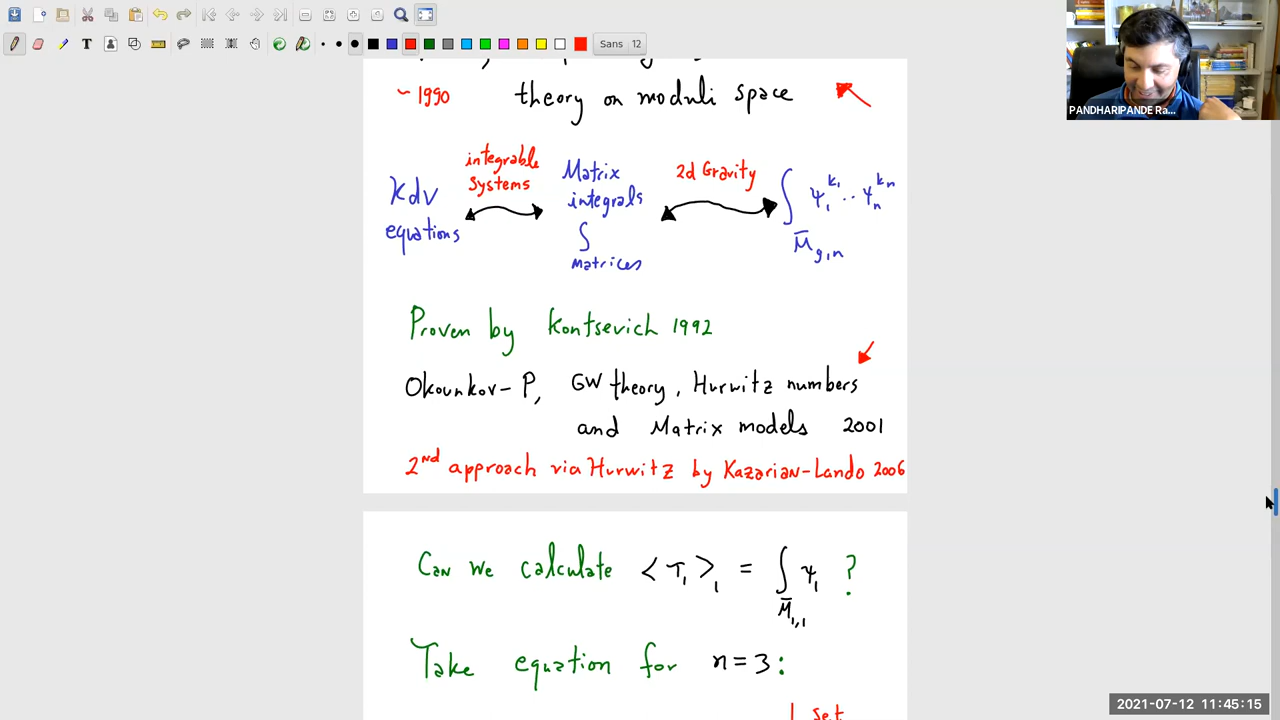 Sans 12
PANDHARIPANDE Ra...
~ 1990 theory on moduli space
integrable systems
2d Gravity
KdV equations
Matrix integrals
∫ matrices
∫ M̄g,n ψ₁^k₁ ·· ψₙ^kₙ
Proven by Kontsevich 1992
Okounkov - P, GW theory, Hurwitz numbers
and Matrix models 2001
2nd approach via Hurwitz by Kazarian-Lando 2006
Can we calculate <τ₁>₁ = ∫ M̄1,1 ψ₁ ?
Take equation for n=3:
1 set
2021-07-12 11:45:15